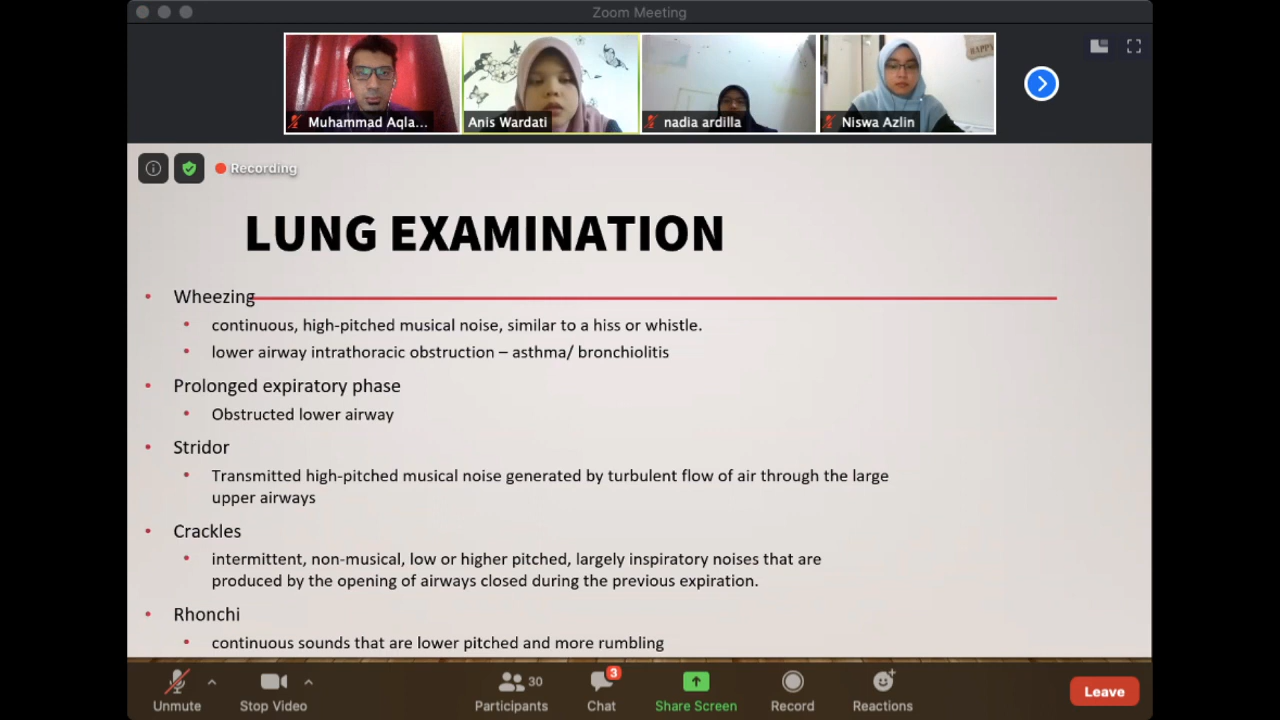 Zoom Meeting
HAPPY
Muhammad Aqla...
Anis Wardati
nadia ardilla
Niswa Azlin
Recording
LUNG EXAMINATION
• Wheezing
• continuous, high-pitched musical noise, similar to a hiss or whistle.
• lower airway intrathoracic obstruction – asthma/ bronchiolitis
• Prolonged expiratory phase
• Obstructed lower airway
• Stridor
• Transmitted high-pitched musical noise generated by turbulent flow of air through the large
upper airways
• Crackles
• intermittent, non-musical, low or higher pitched, largely inspiratory noises that are
produced by the opening of airways closed during the previous expiration.
• Rhonchi
• continuous sounds that are lower pitched and more rumbling
3
30
Unmute
Stop Video
Participants
Chat
Share Screen
Record
Reactions
Leave